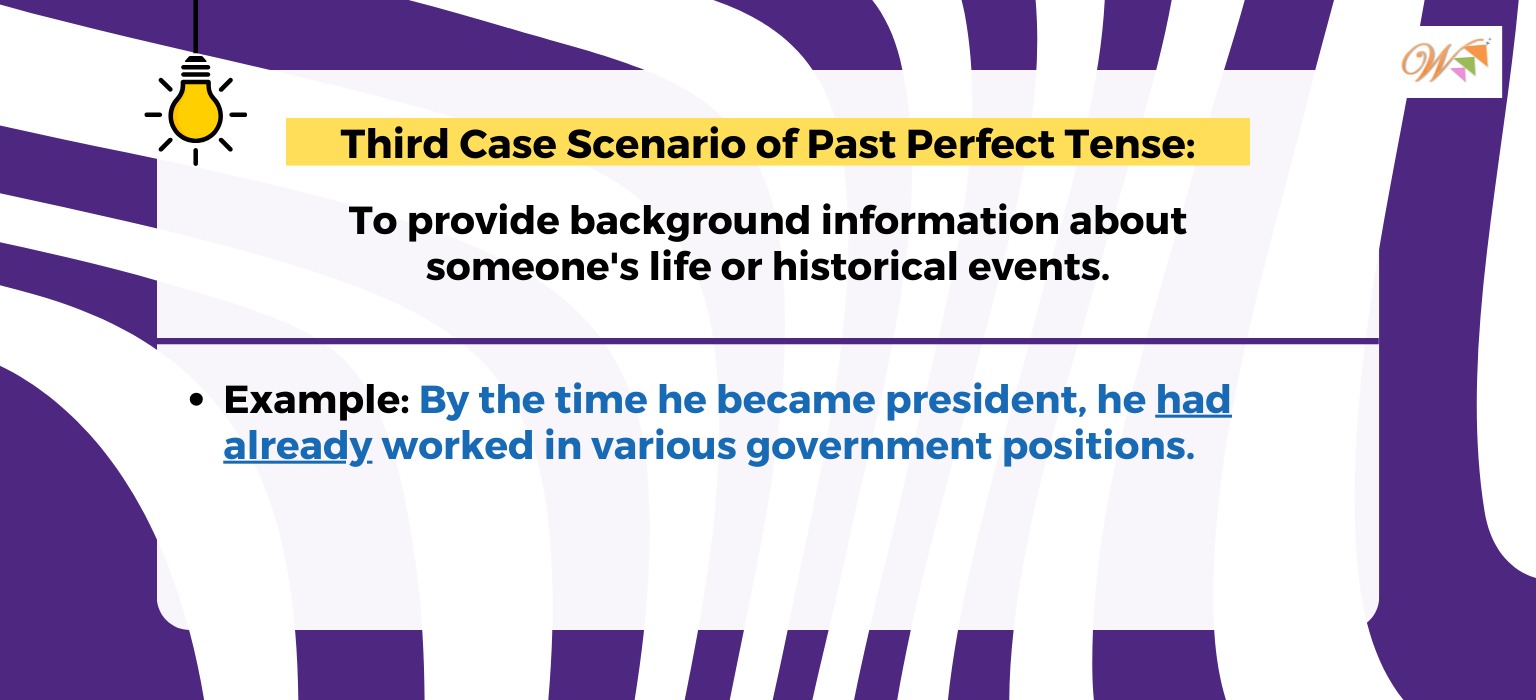 W
Third Case Scenario of Past Perfect Tense:
To provide background information about
someone's life or historical events.
• Example: By the time he became president, he had
already worked in various government positions.